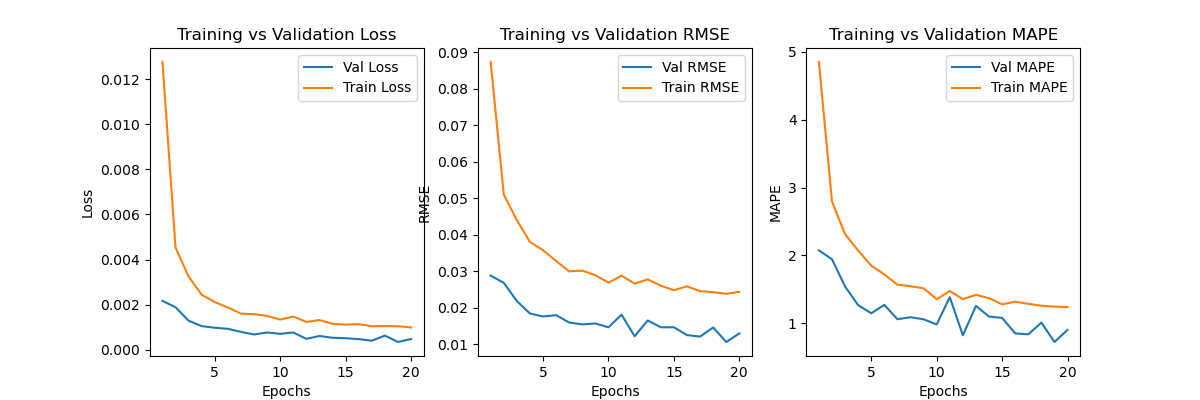 Training vs Validation Loss
Val Loss
Train Loss
0.012
0.010
0.008
0.006
0.004
0.002
0.000
Loss
5
10
15
20
Epochs
Training vs Validation RMSE
Val RMSE
Train RMSE
0.09
0.08
0.07
0.06
0.05
0.04
0.03
0.02
0.01
RMSE
5
10
15
20
Epochs
Training vs Validation MAPE
Val MAPE
Train MAPE
5
4
3
2
1
MAPE
5
10
15
20
Epochs